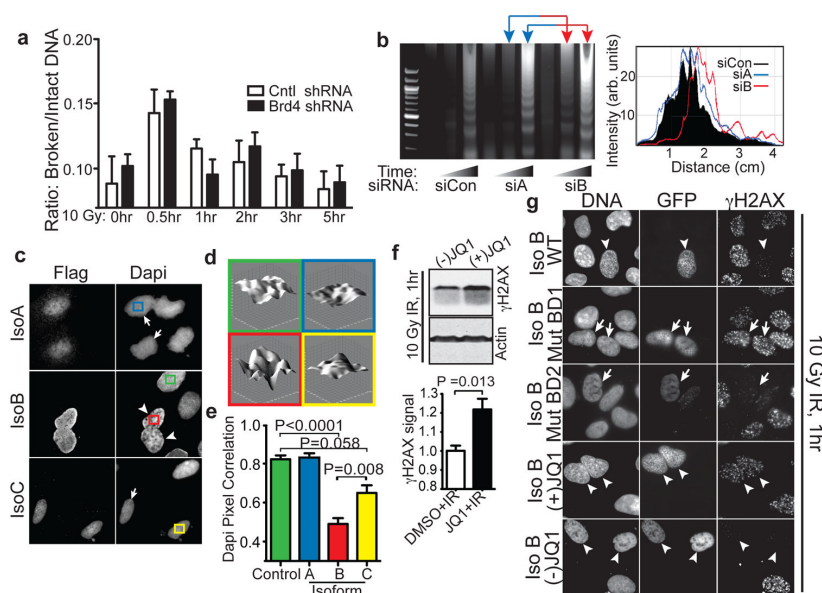 a
Ratio: Broken/Intact DNA
0.20
0.15
0.10
Cntl shRNA
Brd4 shRNA
10 Gy: 0hr 0.5hr 1hr 2hr 3hr 5hr
b
Time:
siRNA: siCon siA siB
Intensity (arb. units)
20
10
siCon
siA
siB
0 1 2 3 4
Distance (cm)
c
Flag Dapi
IsoA
IsoB
IsoC
d
e
Dapi Pixel Correlation
P<0.0001
P=0.058
P=0.008
0.8
0.6
0.4
Control A B C
Isoform
f
(-)JQ1 (+)JQ1
10 Gy IR, 1hr
γH2AX
Actin
P =0.013
γH2AX signal
1.4
1.3
1.2
1.1
1.0
0.9
0.8
DMSO+IR
JQ1+IR
g
DNA GFP γH2AX
Iso B
WT
Iso B
Mut BD1
Iso B
Mut BD2
Iso B
(+)JQ1
Iso B
(-)JQ1
10 Gy IR, 1hr